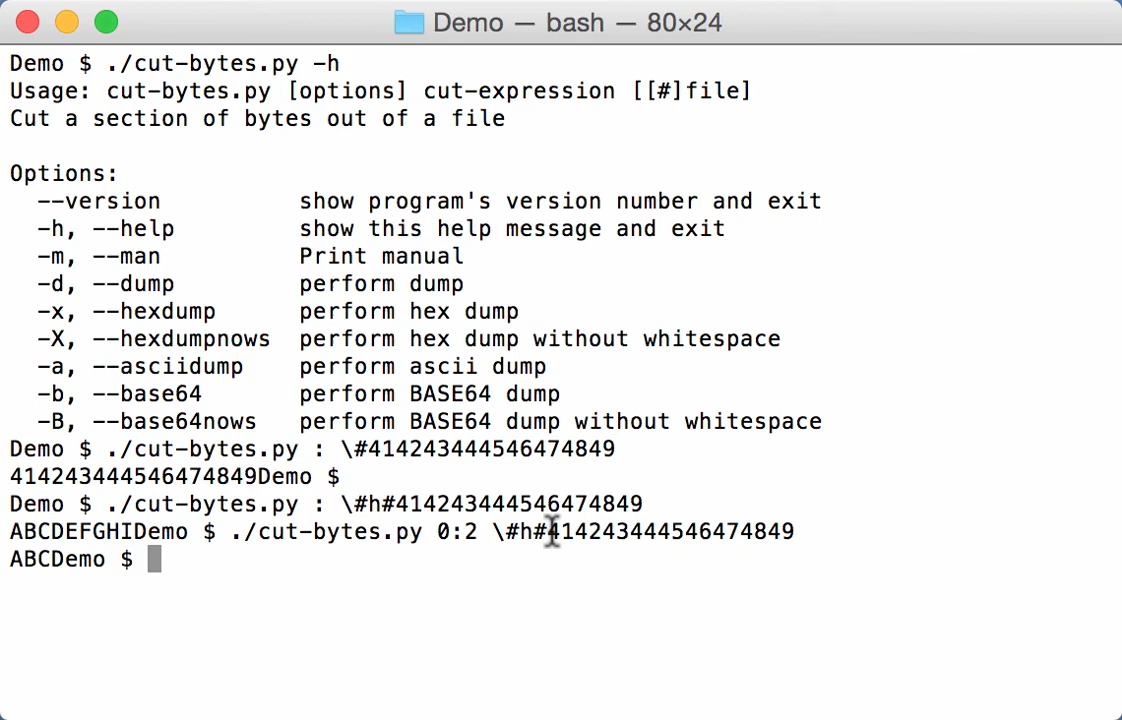 Demo — bash — 80×24
Demo $ ./cut-bytes.py -h
Usage: cut-bytes.py [options] cut-expression [[#]file]
Cut a section of bytes out of a file
Options:
--version show program's version number and exit
-h, --help show this help message and exit
-m, --man Print manual
-d, --dump perform dump
-x, --hexdump perform hex dump
-X, --hexdumpnows perform hex dump without whitespace
-a, --asciidump perform ascii dump
-b, --base64 perform BASE64 dump
-B, --base64nows perform BASE64 dump without whitespace
Demo $ ./cut-bytes.py : \#414243444546474849
414243444546474849Demo $
Demo $ ./cut-bytes.py : \#h#414243444546474849
ABCDEFGHIDemo $ ./cut-bytes.py 0:2 \#h#414243444546474849
ABCDemo $